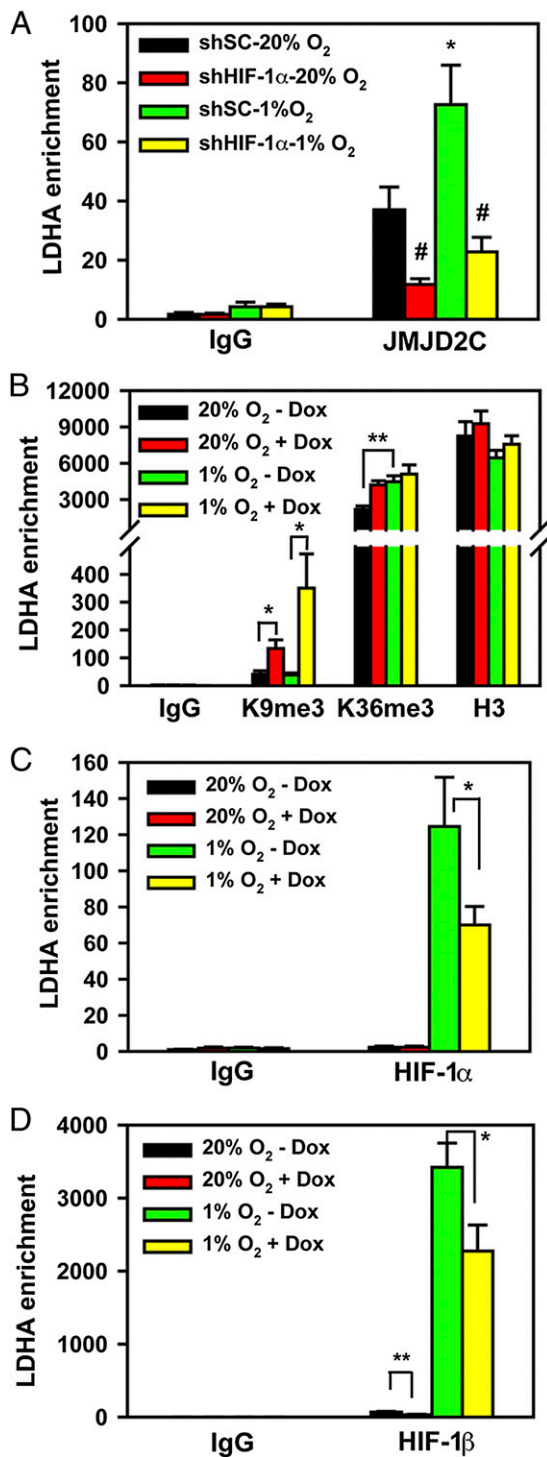 A
LDHA enrichment
100
80
60
40
20
0
shSC-20% O₂
shHIF-1α-20% O₂
shSC-1%O₂
shHIF-1α-1% O₂
*
#
#
IgG JMJD2C
B
LDHA enrichment
12000
9000
6000
3000
20% O₂ - Dox
20% O₂ + Dox
1% O₂ - Dox
1% O₂ + Dox
**
LDHA enrichment
400
300
200
100
0
*
*
IgG K9me3 K36me3 H3
C
LDHA enrichment
160
140
120
100
80
60
40
20
0
20% O₂ - Dox
20% O₂ + Dox
1% O₂ - Dox
1% O₂ + Dox
*
IgG HIF-1α
D
LDHA enrichment
4000
3000
2000
1000
0
20% O₂ - Dox
20% O₂ + Dox
1% O₂ - Dox
1% O₂ + Dox
*
**
IgG HIF-1β